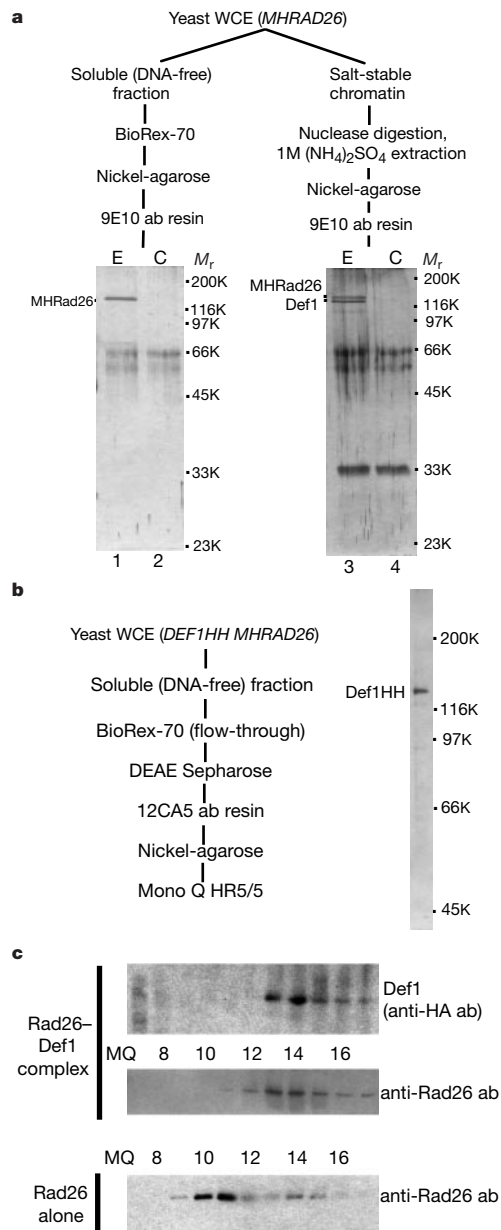 a
Yeast WCE (MHRAD26)
Soluble (DNA-free)
fraction
BioRex-70
Nickel-agarose
9E10 ab resin
Salt-stable
chromatin
Nuclease digestion,
1M (NH4)2SO4 extraction
Nickel-agarose
9E10 ab resin
E C Mr
MHRad26
200K
116K
97K
66K
45K
33K
23K
1 2
E C Mr
MHRad26
Def1
200K
116K
97K
66K
45K
33K
23K
3 4
b
Yeast WCE (DEF1HH MHRAD26)
Soluble (DNA-free) fraction
BioRex-70 (flow-through)
DEAE Sepharose
12CA5 ab resin
Nickel-agarose
Mono Q HR5/5
Def1HH
200K
116K
97K
66K
45K
c
Rad26–
Def1
complex
Def1
(anti-HA ab)
MQ 8 10 12 14 16
anti-Rad26 ab
MQ 8 10 12 14 16
Rad26
alone
anti-Rad26 ab